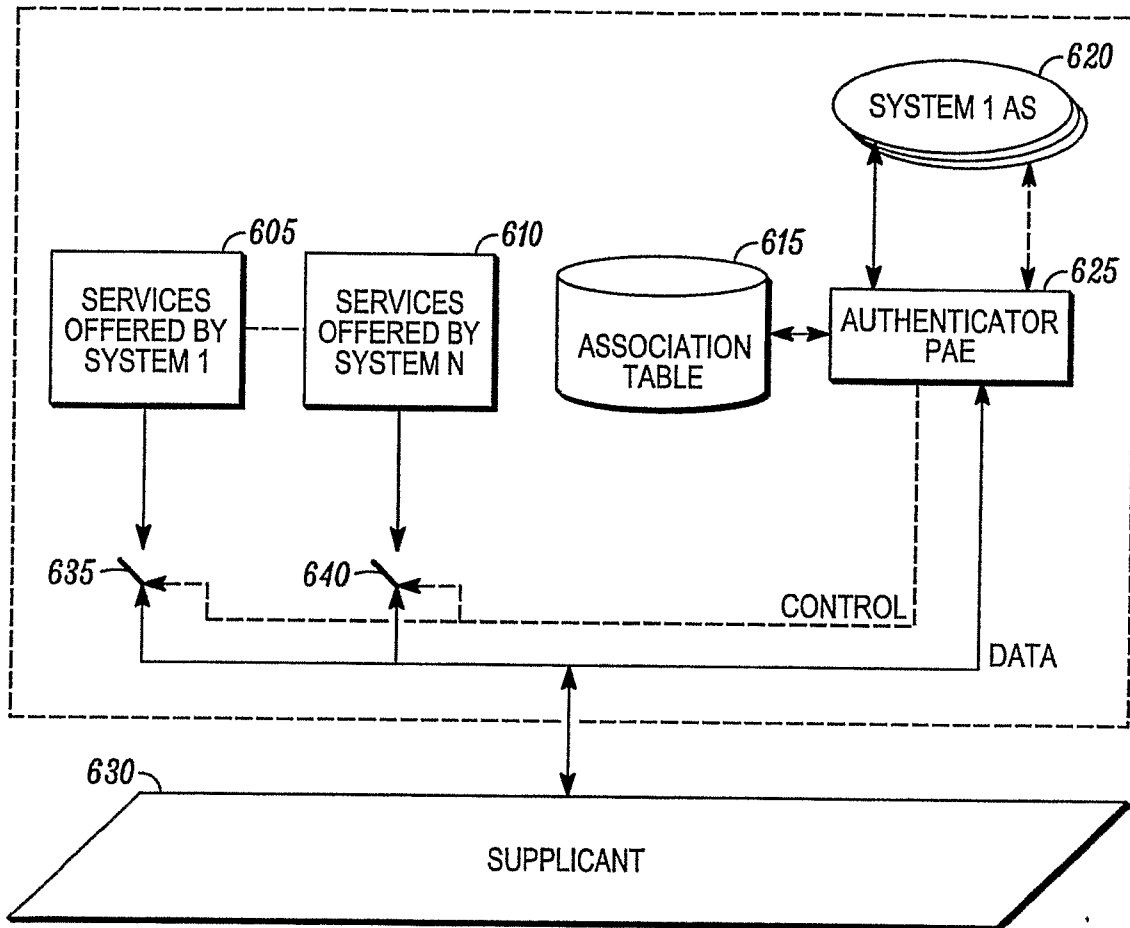 620
SYSTEM 1 AS
605
SERVICES
OFFERED BY
SYSTEM 1
610
SERVICES
OFFERED BY
SYSTEM N
615
ASSOCIATION
TABLE
625
AUTHENTICATOR
PAE
635
640
CONTROL
DATA
630
SUPPLICANT